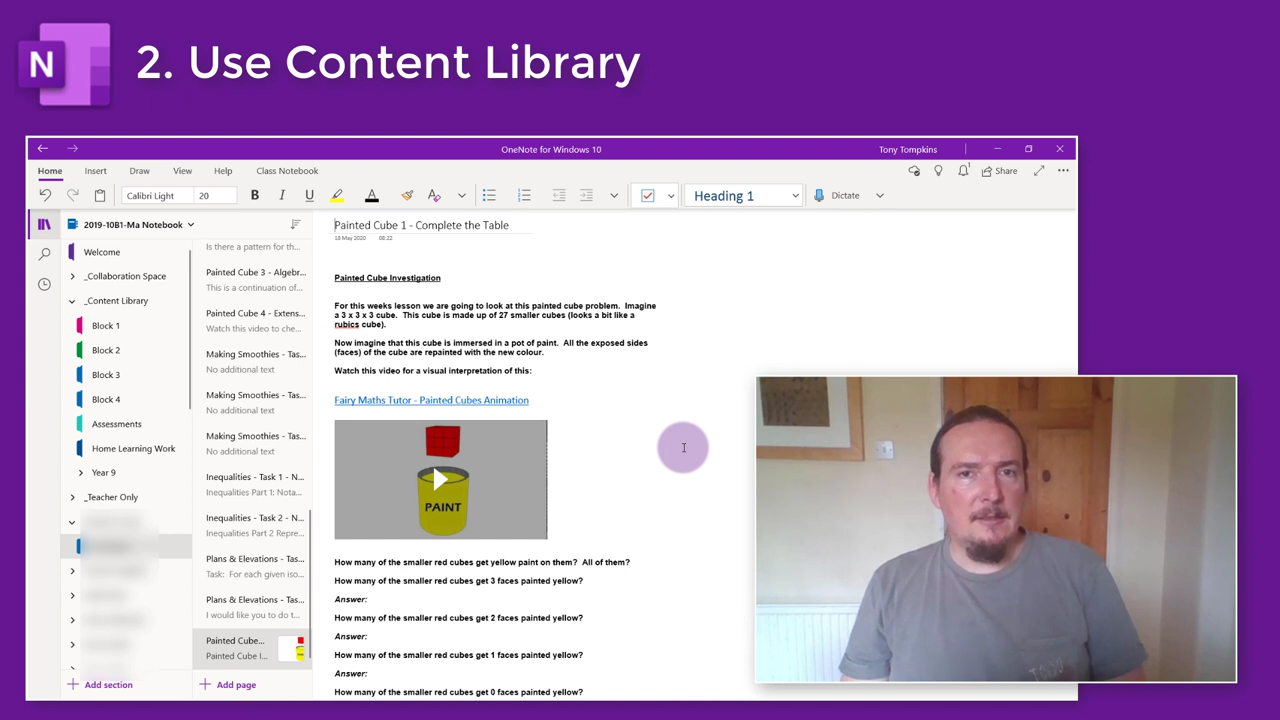 N
2. Use Content Library
OneNote for Windows 10
Tony Tompkins
Home
Insert
Draw
View
Help
Class Notebook
Share
Calibri Light
20
B
I
U
A
A
Heading 1
Dictate
2019-10B1-Ma Notebook
Welcome
_Collaboration Space
_Content Library
Block 1
Block 2
Block 3
Block 4
Assessments
Home Learning Work
Year 9
_Teacher Only
Add section
Is there a pattern for th...
Painted Cube 3 - Algebr...
This is a continuation of...
Painted Cube 4 - Extens...
Watch this video to che...
Making Smoothies - Tas...
No additional text
Making Smoothies - Tas...
No additional text
Making Smoothies - Tas...
No additional text
Inequalities - Task 1 - N...
Inequalities Part 1: Nota...
Inequalities - Task 2 - N...
Inequalities Part 2 Repre...
Plans & Elevations - Tas...
Task: For each given iso...
Plans & Elevations - Tas...
I would like you to do t...
Painted Cube...
Painted Cube I...
Add page
Painted Cube 1 - Complete the Table
18 May 2020 08:22
Painted Cube Investigation
For this weeks lesson we are going to look at this painted cube problem. Imagine
a 3 x 3 x 3 cube. This cube is made up of 27 smaller cubes (looks a bit like a
rubics cube).
Now imagine that this cube is immersed in a pot of paint. All the exposed sides
(faces) of the cube are repainted with the new colour.
Watch this video for a visual interpretation of this:
Fairy Maths Tutor - Painted Cubes Animation
PAINT
How many of the smaller red cubes get yellow paint on them? All of them?
How many of the smaller red cubes get 3 faces painted yellow?
Answer:
How many of the smaller red cubes get 2 faces painted yellow?
Answer:
How many of the smaller red cubes get 1 faces painted yellow?
Answer:
How many of the smaller red cubes get 0 faces painted yellow?